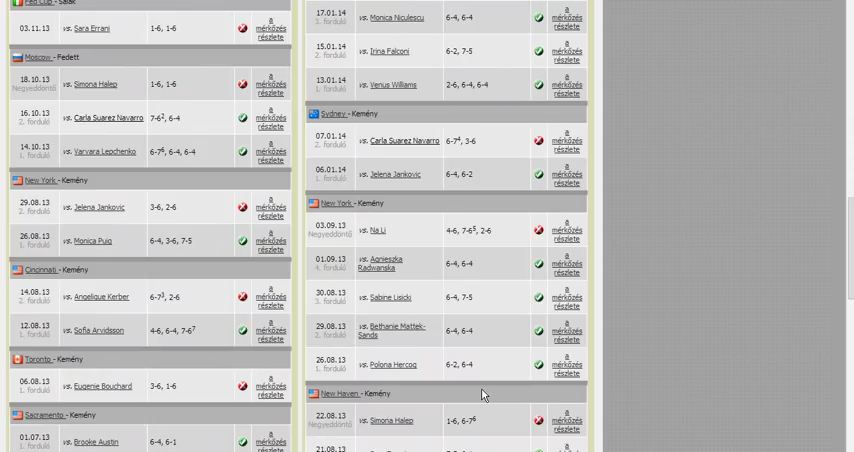 Fed Cup - Salak
03.11.13 vs. Sara Errani 1-6, 1-6 a mérkőzés részlete
Moscow - Fedett
18.10.13 Negyeddöntő vs. Simona Halep 1-6, 1-6 a mérkőzés részlete
16.10.13 2. forduló vs. Carla Suarez Navarro 7-6², 6-4 a mérkőzés részlete
14.10.13 1. forduló vs. Varvara Lepchenko 6-7⁶, 6-4, 6-4 a mérkőzés részlete
New York - Kemény
29.08.13 2. forduló vs. Jelena Jankovic 3-6, 2-6 a mérkőzés részlete
26.08.13 1. forduló vs. Monica Puig 6-4, 3-6, 7-5 a mérkőzés részlete
Cincinnati - Kemény
14.08.13 2. forduló vs. Angelique Kerber 6-7³, 2-6 a mérkőzés részlete
12.08.13 1. forduló vs. Sofia Arvidsson 4-6, 6-4, 7-6⁷ a mérkőzés részlete
Toronto - Kemény
06.08.13 1. forduló vs. Eugenie Bouchard 3-6, 1-6 a mérkőzés részlete
Sacramento - Kemény
01.07.13 1. forduló vs. Brooke Austin 6-4, 6-1 a mérkőzés részlete
17.01.14 3. forduló vs. Monica Niculescu 6-4, 6-4 mérkőzés részlete
15.01.14 2. forduló vs. Irina Falconi 6-2, 7-5 a mérkőzés részlete
13.01.14 1. forduló vs. Venus Williams 2-6, 6-4, 6-4 a mérkőzés részlete
Sydney - Kemény
07.01.14 2. forduló vs. Carla Suarez Navarro 6-7⁴, 3-6 a mérkőzés részlete
06.01.14 1. forduló vs. Jelena Jankovic 6-4, 6-2 a mérkőzés részlete
New York - Kemény
03.09.13 Negyeddöntő vs. Na Li 4-6, 7-6⁵, 2-6 a mérkőzés részlete
01.09.13 4. forduló vs. Agnieszka Radwanska 6-4, 6-4 a mérkőzés részlete
30.08.13 3. forduló vs. Sabine Lisicki 6-4, 7-5 a mérkőzés részlete
29.08.13 2. forduló vs. Bethanie Mattek-Sands 6-4, 6-4 a mérkőzés részlete
26.08.13 1. forduló vs. Polona Hercog 6-2, 6-4 a mérkőzés részlete
New Haven - Kemény
22.08.13 Negyeddöntő vs. Simona Halep 1-6, 6-7⁶ a mérkőzés részlete
21.08.13 a